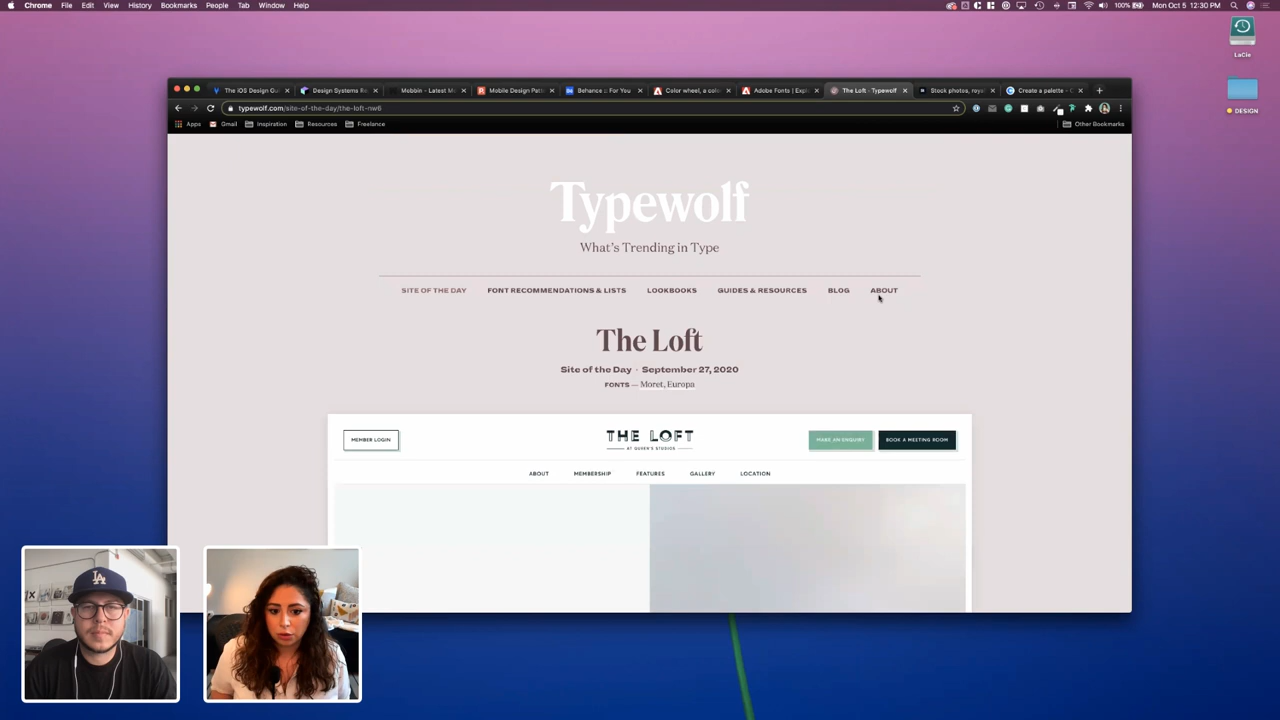 Chrome File Edit View History Bookmarks People Tab Window Help
100% Mon Oct 5 12:30 PM
LaCie
DESIGN
The iOS Design Gu
Design Systems Re
Mobbin - Latest M
Mobile Design Patt
Behance :: For You
Color wheel, a colo
Adobe Fonts | Expl
The Loft - Typewolf
Stock photos, roya
Create a palette - C
typewolf.com/site-of-the-day/the-loft-nw6
Apps Gmail Inspiration Resources Freelance Other Bookmarks
Typewolf
What's Trending in Type
SITE OF THE DAY FONT RECOMMENDATIONS & LISTS LOOKBOOKS GUIDES & RESOURCES BLOG ABOUT
The Loft
Site of the Day · September 27, 2020
FONTS — Moret, Europa
MEMBER LOGIN
THE LOFT
AT QUEEN'S STUDIOS
MAKE AN ENQUIRY
BOOK A MEETING ROOM
ABOUT MEMBERSHIP FEATURES GALLERY LOCATION
LA